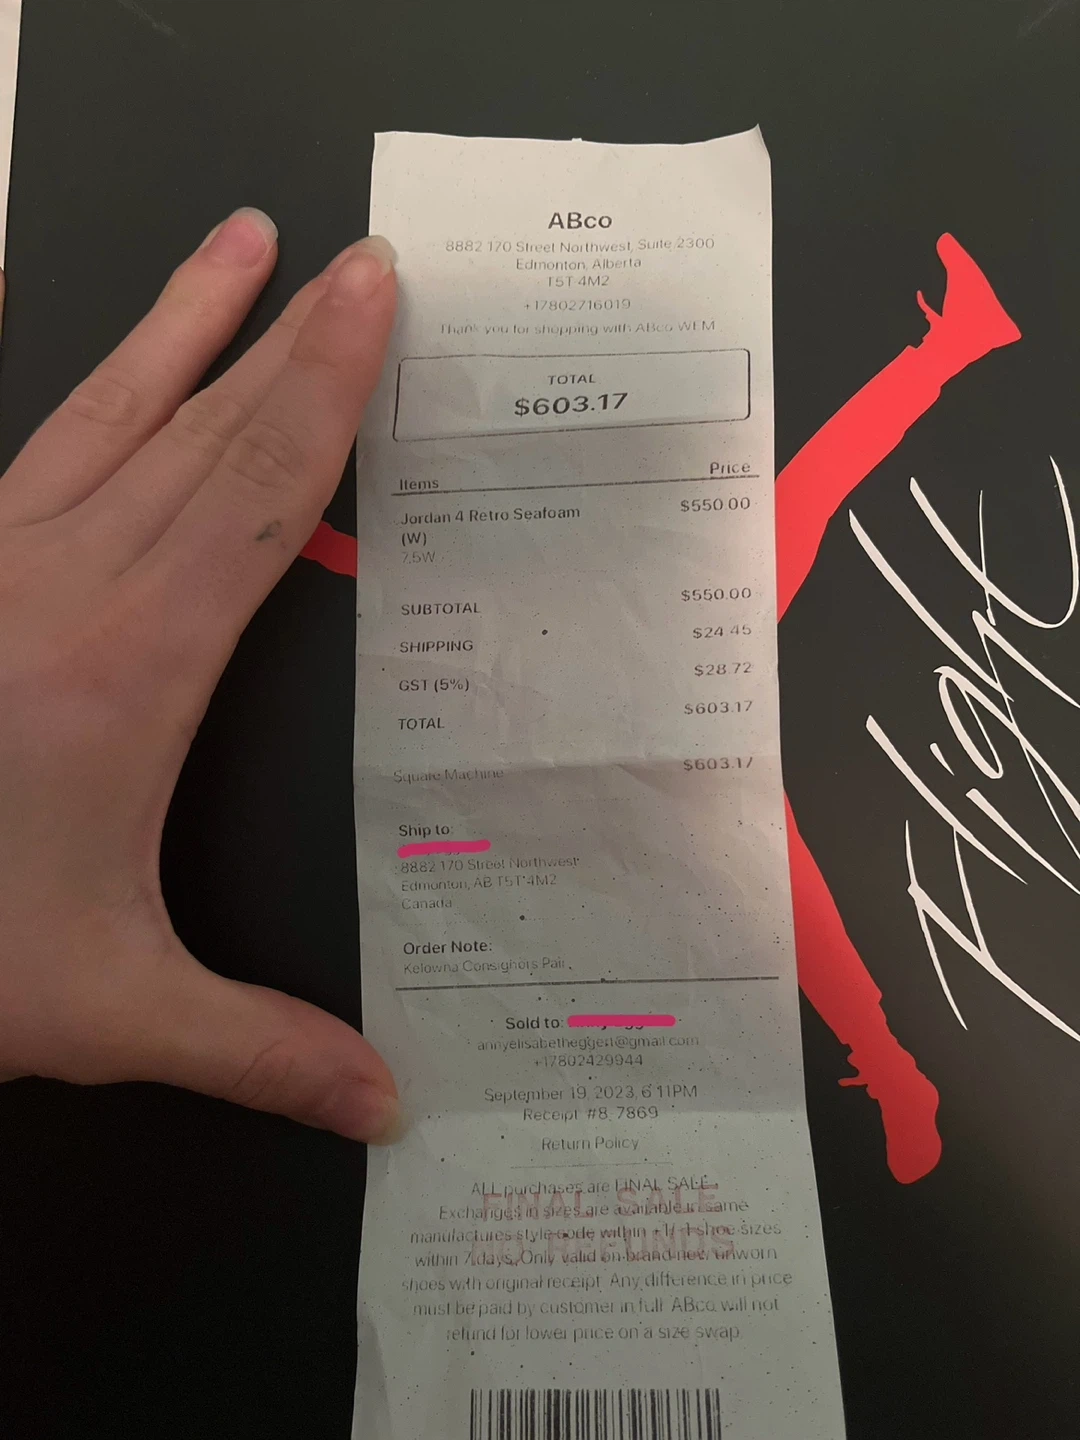 ABco
8882 170 Street Northwest, Suite 2300
Edmonton, Alberta
T5T 4M2
+17802716019
Thank you for shopping with ABco WEM
TOTAL
$603.17
Items Price
Jordan 4 Retro Seafoam $550.00
(W)
7.5W
SUBTOTAL $550.00
SHIPPING $24.45
GST (5%) $28.72
TOTAL $603.17
Square Machine $603.17
Ship to:
8882 170 Street Northwest
Edmonton, AB T5T 4M2
Canada
Order Note:
Kelowna Consignors Pair
Sold to:
annyelisabetheggert@gmail.com
+17802429944
September 19, 2023, 6:11PM
Receipt #8-7869
Return Policy
ALL purchases are FINAL SALE.
Exchanges in sizes are available in same
manufactures style code within +1/-1 shoe sizes
within 7 days. Only valid on brand new, unworn
shoes with original receipt. Any difference in price
must be paid by customer in full. ABco will not
refund for lower price on a size swap.
FINAL SALE
NO REFUNDS
Flight